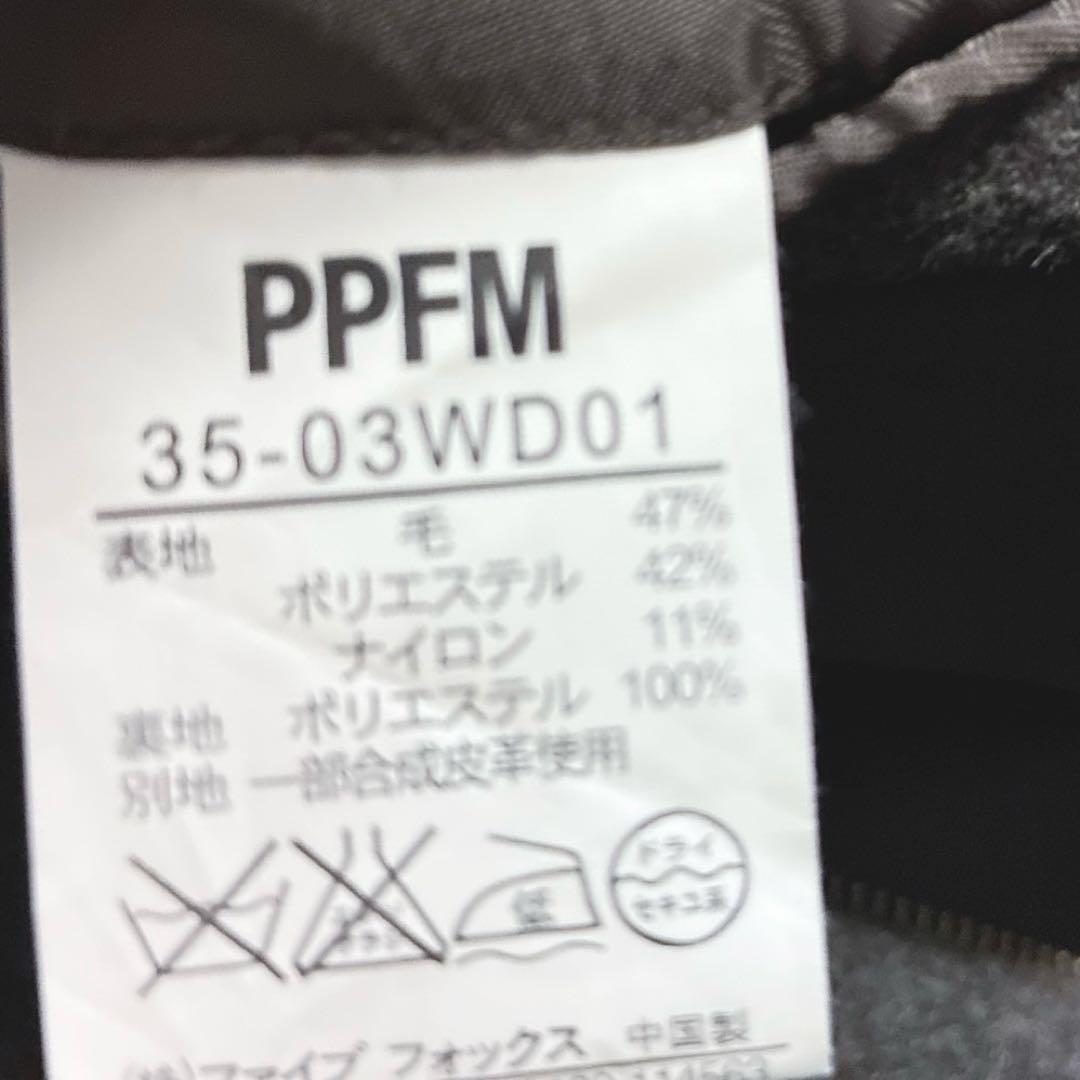 PPFM
35-03WD01
表地 毛 47%
ポリエステル 42%
ナイロン 11%
裏地 ポリエステル 100%
別地 一部合成皮革使用
低
ドライ
セキユ系
(株)ファイブ フォックス 中国製